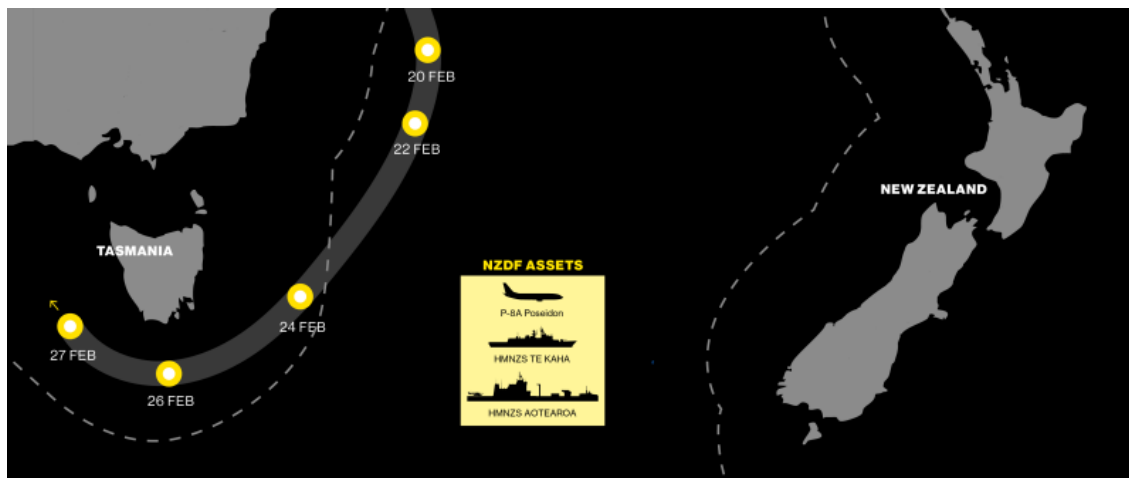 20 FEB
22 FEB
NEW ZEALAND
TASMANIA
NZDF ASSETS
P-8A Poseidon
24 FEB
27 FEB
HMNZS TE KAHA
26 FEB
HMNZS AOTEAROA